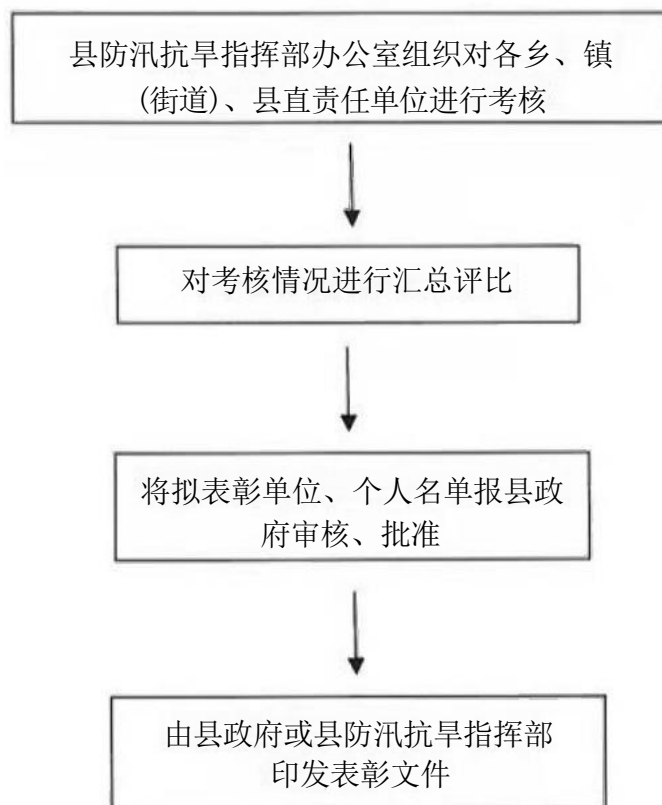 县防汛抗旱指挥部办公室组织对各乡、镇
(街道)、县直责任单位进行考核
对考核情况进行汇总评比
将拟表彰单位、个人名单报县政
府审核、批准
由县政府或县防汛抗旱指挥部
印发表彰文件